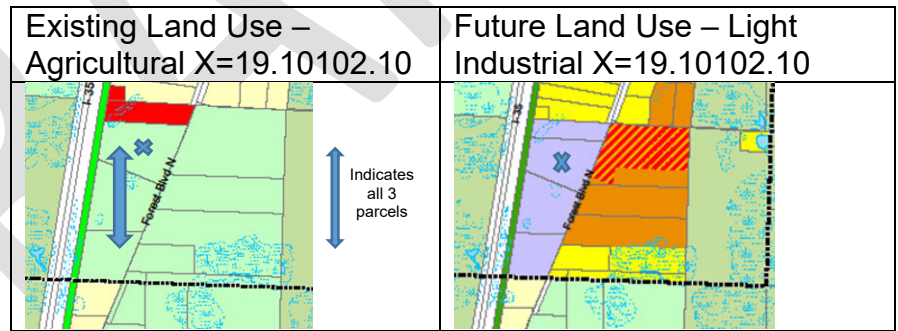 Existing Land Use –
Agricultural X=19.10102.10
Future Land Use – Light
Industrial X=19.10102.10
I 35
Forest Blvd N
Indicates
all 3
parcels
I 35
Forest Blvd N